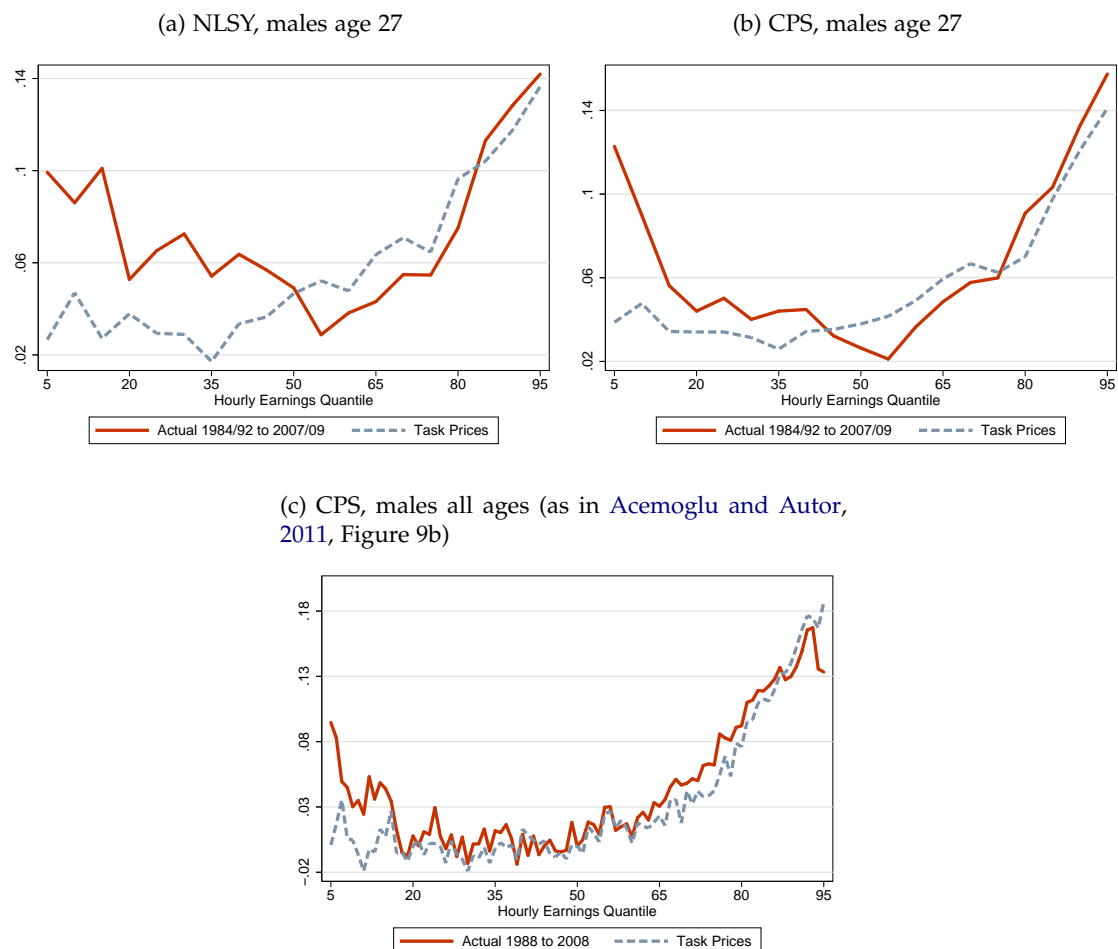 (a) NLSY, males age 27
.14
.1
.06
.02
5
20
35
50
65
80
95
Hourly Earnings Quantile
Actual 1984/92 to 2007/09
Task Prices
(b) CPS, males age 27
.14
.1
.06
.02
5
20
35
50
65
80
95
Hourly Earnings Quantile
Actual 1984/92 to 2007/09
Task Prices
(c) CPS, males all ages (as in Acemoglu and Autor,
2011, Figure 9b)
.18
.13
.08
.03
-.02
5
20
35
50
65
80
95
Hourly Earnings Quantile
Actual 1988 to 2008
Task Prices